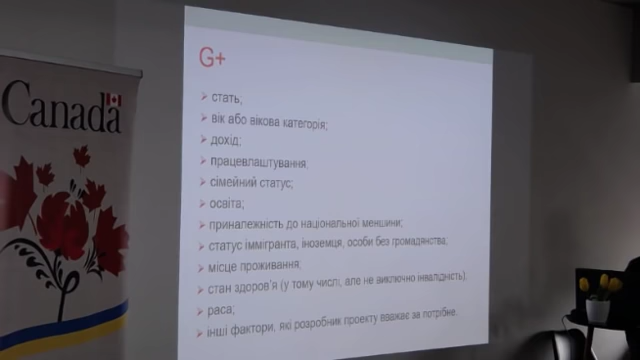 Canada
G+
стать;
вік або вікова категорія;
дохід;
працевлаштування;
сімейний статус;
освіта;
приналежність до національної меншини;
статус іммігранта, іноземця, особи без громадянства;
місце проживання;
стан здоров'я (у тому числі, але не виключно інвалідність);
раса;
інші фактори, які розробник проекту вважає за потрібне.